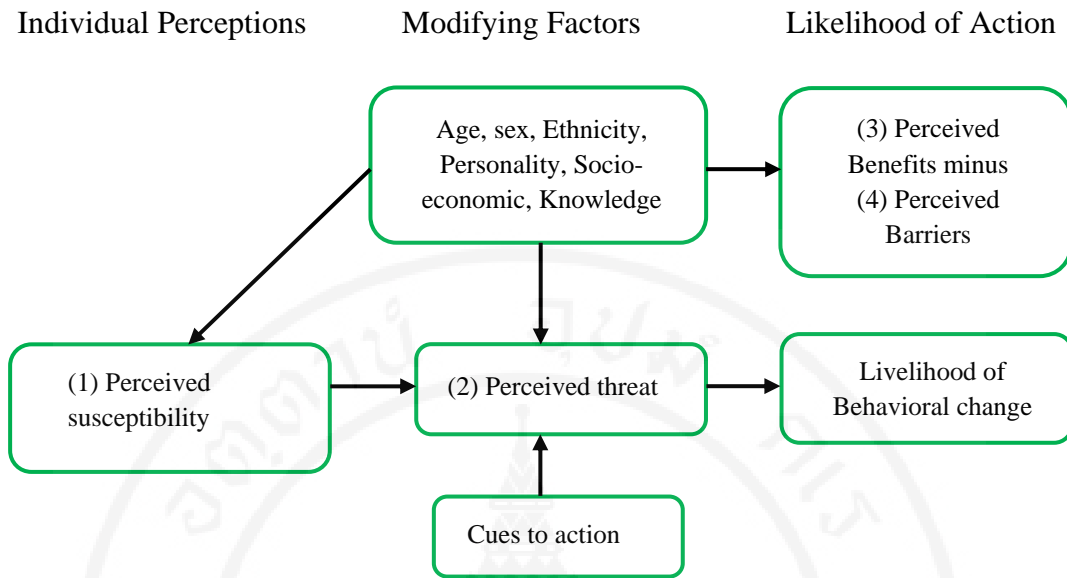 Individual Perceptions
Modifying Factors
Likelihood of Action
Age, sex, Ethnicity,
Personality, Socio-
economic, Knowledge
(3) Perceived
Benefits minus
(4) Perceived
Barriers
(1) Perceived
susceptibility
(2) Perceived threat
Livelihood of
Behavioral change
Cues to action